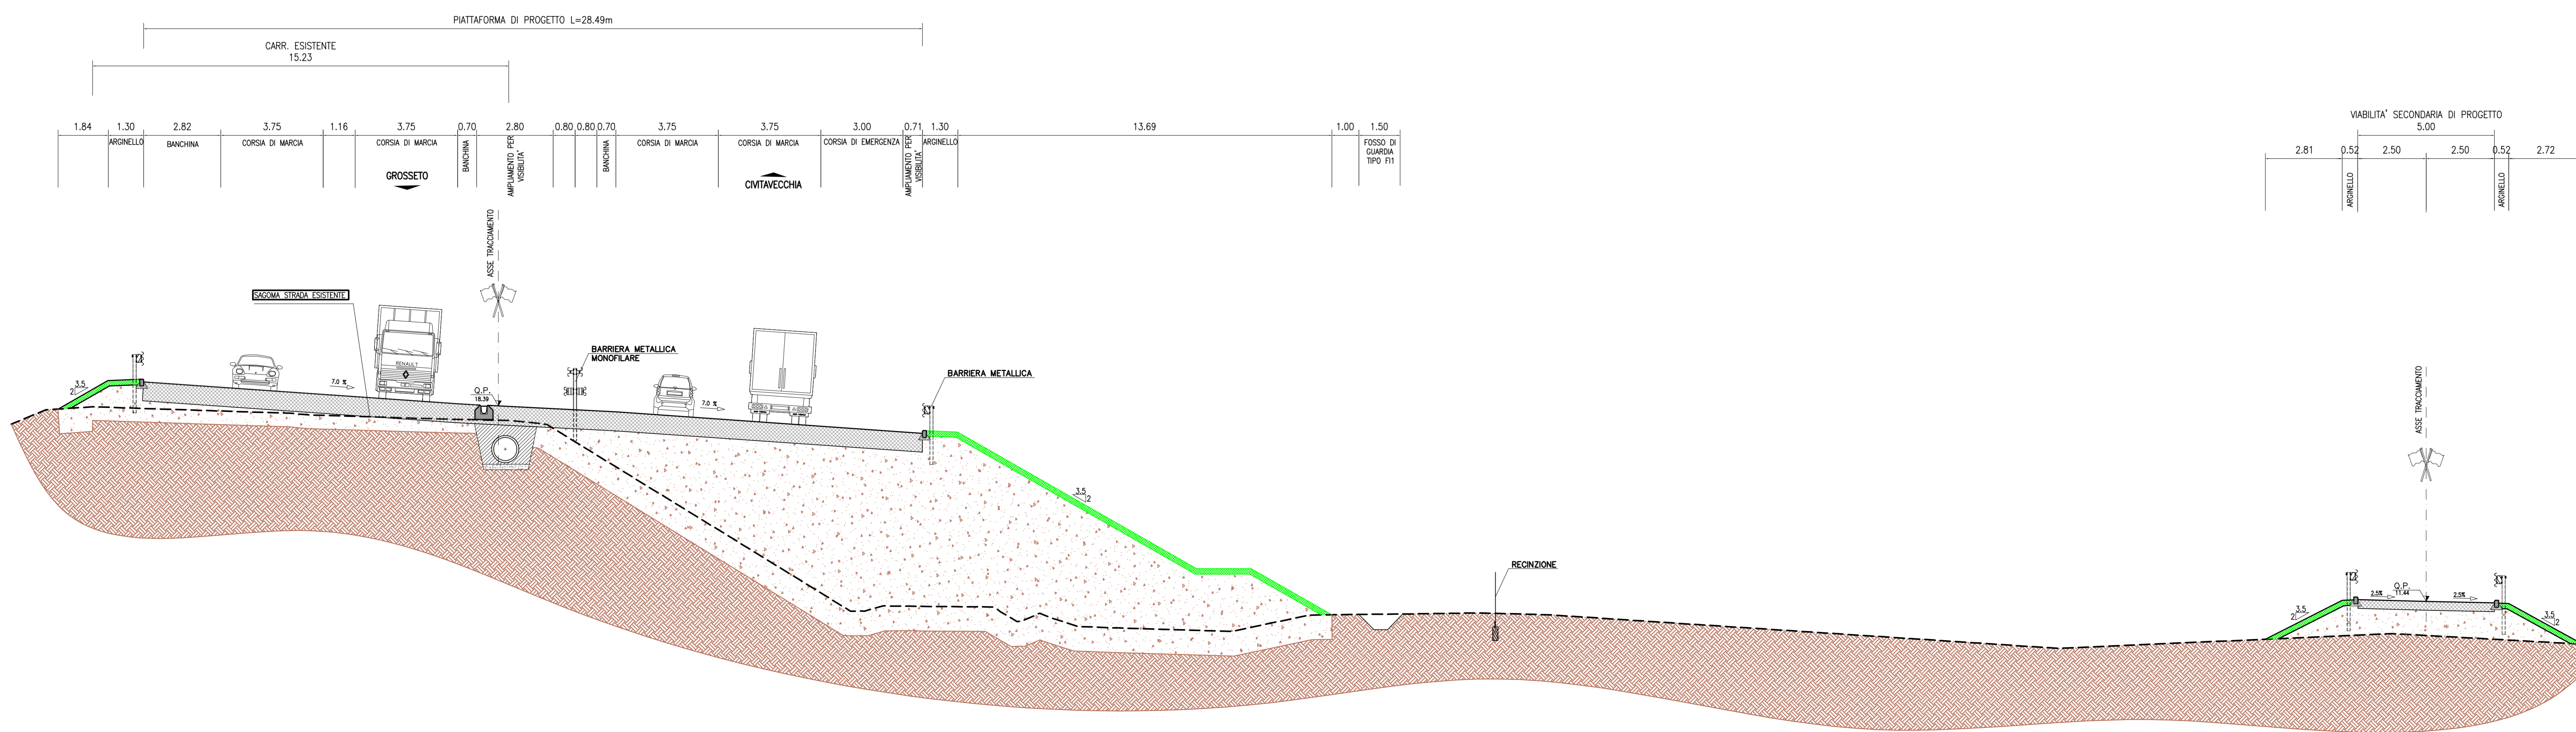 PIATTAFORMA DI PROGETTO L=28.49m
CARR. ESISTENTE
15.23
1.84 1.30 2.82 3.75 1.16 3.75 0.70 2.80 0.80 0.80 0.70 3.75 3.75 3.00 0.71 1.30 13.69 1.00 1.50
ARGINELLO
BANCHINA
CORSIA DI MARCIA
CORSIA DI MARCIA
BANCHINA
AMPLIAMENTO PER
VISIBILITA'
BANCHINA
CORSIA DI MARCIA
CORSIA DI MARCIA
CORSIA DI EMERGENZA
AMPLIAMENTO PER
VISIBILITA'
ARGINELLO
FOSSO DI
GUARDIA
TIPO FI1
GROSSETO
CIVITAVECCHIA
VIABILITA' SECONDARIA DI PROGETTO
5.00
2.81 0.52 2.50 2.50 0.52 2.72
ARGINELLO
ARGINELLO
ASSE TRACCIAMENTO
SAGOMA STRADA ESISTENTE
RENAULT
BARRIERA METALLICA
MONOFILARE
BARRIERA METALLICA
3.5
2
7.0 %
Q.P.
18.39
7.0 %
3.5
2
RECINZIONE
ASSE TRACCIAMENTO
3.5
2
2.5%
Q.P.
11.44
2.5%
3.5
2